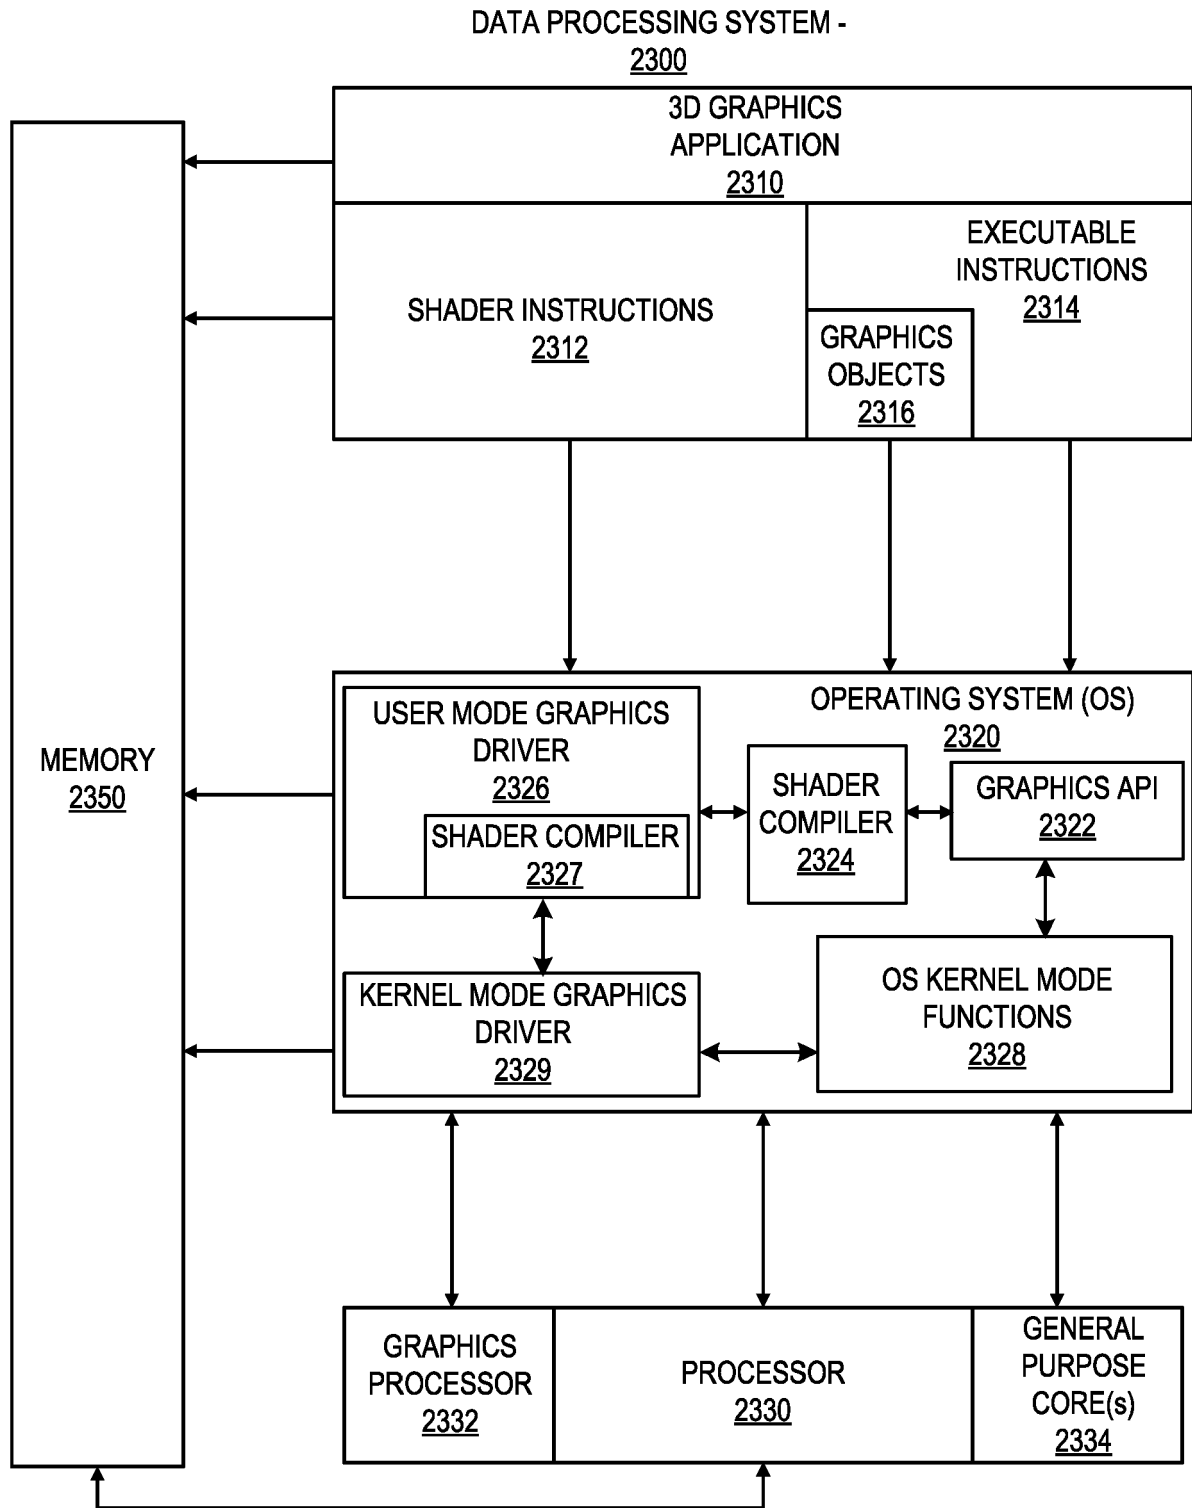 DATA PROCESSING SYSTEM -
2300
3D GRAPHICS
APPLICATION
2310
SHADER INSTRUCTIONS
2312
EXECUTABLE
INSTRUCTIONS
2314
GRAPHICS
OBJECTS
2316
MEMORY
2350
USER MODE GRAPHICS
DRIVER
2326
SHADER COMPILER
2327
OPERATING SYSTEM (OS)
2320
SHADER
COMPILER
2324
GRAPHICS API
2322
KERNEL MODE GRAPHICS
DRIVER
2329
OS KERNEL MODE
FUNCTIONS
2328
GRAPHICS
PROCESSOR
2332
PROCESSOR
2330
GENERAL
PURPOSE
CORE(s)
2334